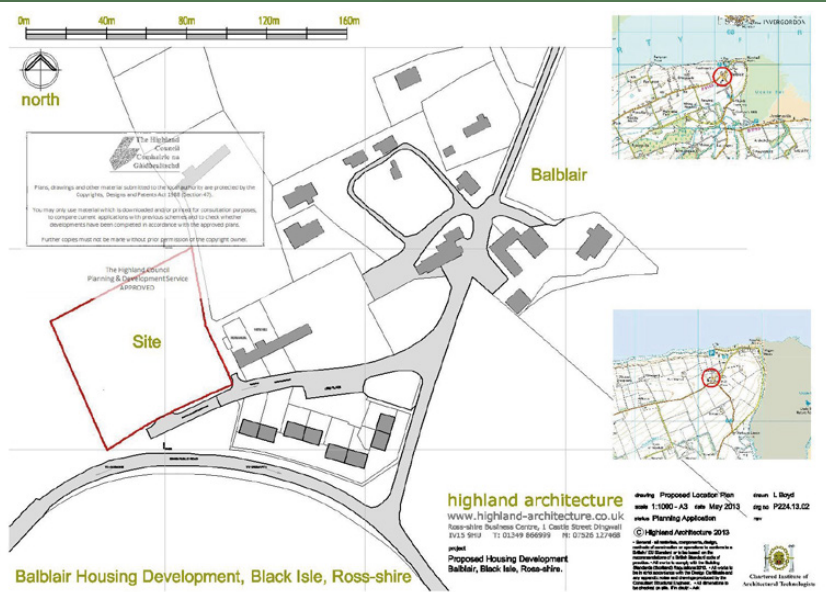 0m 40m 80m 120m 160m
north
The Highland
Council
Comhairle na
Gàidhealtachd
Plans, drawings and other material submitted to the local authority are protected by the
Copyrights, Designs and Patents Act 1988 (Section 47).
You may only use material which is downloaded and/or printed for consultation purposes,
to compare current applications with previous schemes and to check whether
developments have been completed in accordance with the approved plans.
Further copies must not be made without prior permission of the copyright owner.
The Highland Council
Planning & Development Service
APPROVED
Site
Balblair
INVERGORDON
highland architecture
www.highland-architecture.co.uk
Ross-shire Business Centre, 1 Castle Street Dingwall
IV15 9HU T: 01349 866999 M: 07526 127468
project
Proposed Housing Development
Balblair, Black Isle, Ross-shire.
drawing Proposed Location Plan drawn L Boyd
scale 1:1000 - A3 date May 2013 drg no P224.13.02
status Planning Application rev
© Highland Architecture 2013
Chartered Institute of
Architectural Technologists
Balblair Housing Development, Black Isle, Ross-shire